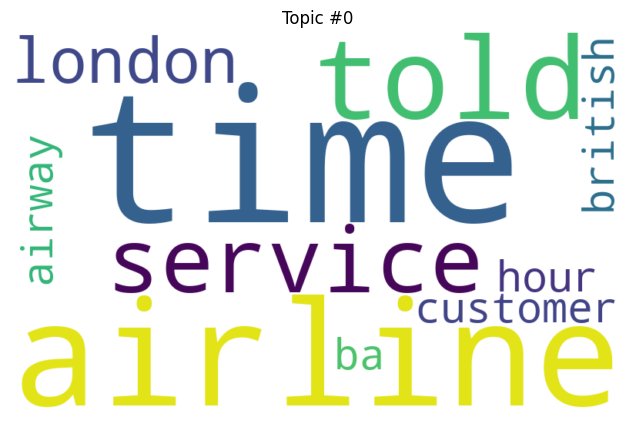 Topic #0
london
told
british
time
airway
service
hour
customer
airline
ba